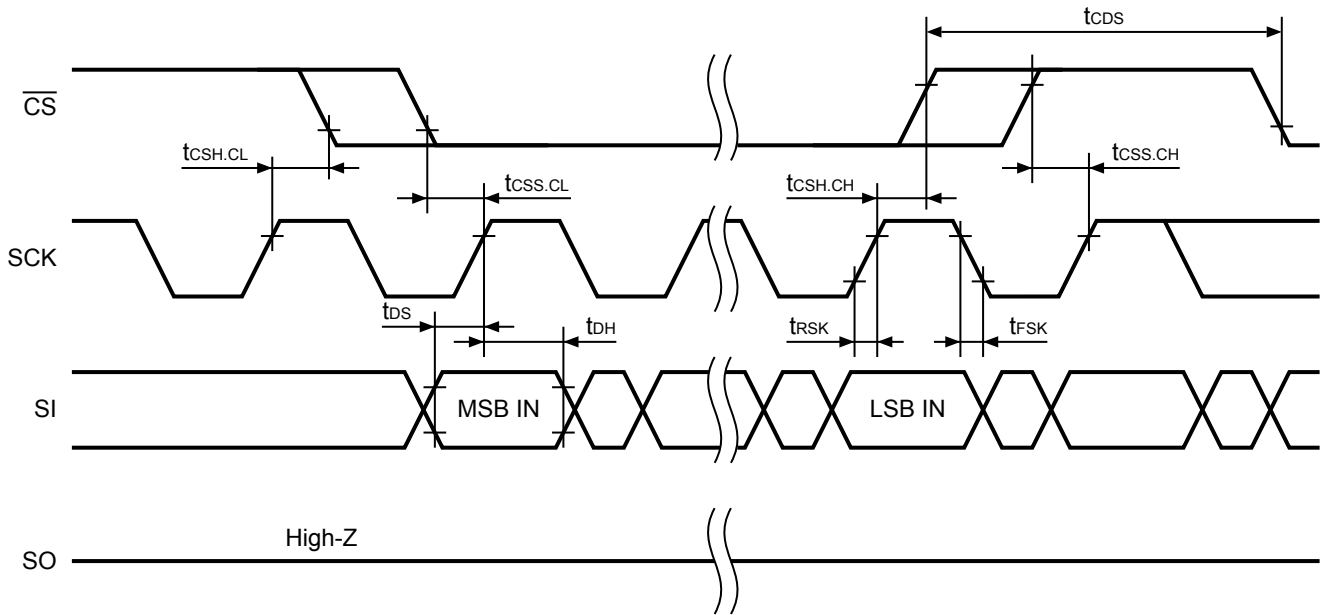 tCDS
CS
tCSH.CL
tCSS.CL
tCSH.CH
tCSS.CH
SCK
tDS
tDH
tRSK
tFSK
SI
MSB IN
LSB IN
High-Z
SO